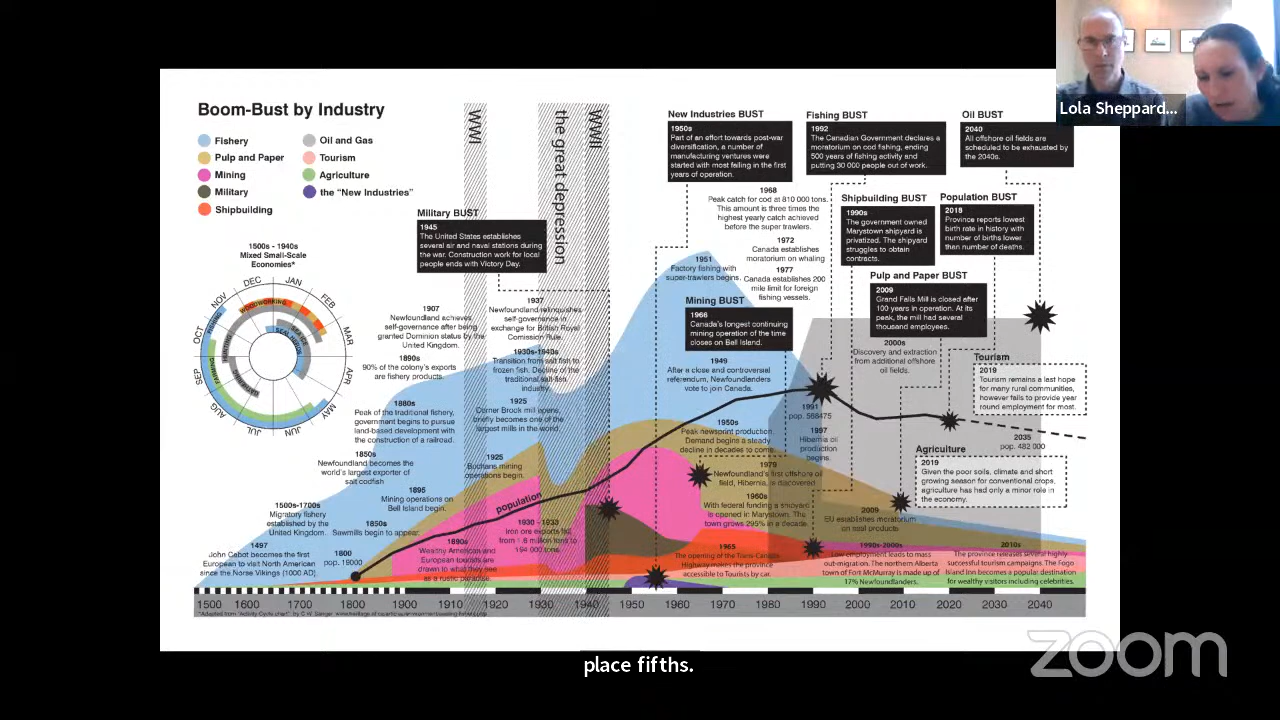 Boom-Bust by Industry
Fishery
Pulp and Paper
Mining
Military
Shipbuilding
Oil and Gas
Tourism
Agriculture
the “New Industries”
1500s - 1940s
Mixed Small-Scale
Economies*
DEC
JAN
FEB
MAR
APR
MAY
JUN
JUL
AUG
SEP
OCT
NOV
WOODWORKING
WWI
the great depression
WWII
Military BUST
1945
The United States establishes
several air and naval stations during
the war. Construction work for local
people ends with Victory Day.
New Industries BUST
1950s
Part of an effort towards post-war
diversification, a number of
manufacturing ventures were
started with most failing in the first
years of operation.
Fishing BUST
1992
The Canadian Government declares a
moratorium on cod fishing, ending
500 years of fishing activity and
putting 30 000 people out of work.
Oil BUST
2040
All offshore oil fields are
scheduled to be exhausted by
the 2040s.
1968
Peak catch for cod at 810 000 tons.
This amount is three times the
highest yearly catch achieved
before the super trawlers.
1972
Canada establishes
moratorium on whaling
1977
Canada establishes 200
mile limit for foreign
fishing vessels.
Shipbuilding BUST
1990s
The government owned
Marystown shipyard is
privatized. The shipyard
struggles to obtain
contracts.
Population BUST
2018
Province reports lowest
birth rate in history with
number of births lower
than number of deaths.
1951
Factory fishing with
super-trawlers begins.
Mining BUST
1966
Canada's longest continuing
mining operation of the time
closes on Bell Island.
Pulp and Paper BUST
2009
Grand Falls Mill is closed after
100 years in operation. At its
peak, the mill had several
thousand employees.
2000s
Discovery and extraction
from additional offshore
oil fields.
Tourism
2019
Tourism remains a last hope
for many rural communities,
however fails to provide year
round employment for most.
1907
Newfoundland achieves
self-governance after being
granted Dominion status by the
United Kingdom.
1937
Newfoundland relinquishes
self-governance in
exchange for British Royal
Comission Rule.
1890s
90% of the colony's exports
are fishery products.
1930s-1940s
Transition from salt fish to
frozen fish. Decline of the
traditional salt-fish
industry.
1949
After a close and controversial
referendum, Newfoundlanders
vote to join Canada.
1880s
Peak of the traditional fishery,
government begins to pursue
land-based development with
the construction of a railroad.
1925
Corner Brook mill opens,
briefly becomes one of the
largest mills in the world.
1991
pop. 568475
1950s
Peak newsprint production.
Demand begins a steady
decline in decades to come.
1997
Hibernia oil
production
begins.
2035
pop. 482 000
1850s
Newfoundland becomes the
world's largest exporter of
salt codfish
1925
Buchans mining
operations begin.
Agriculture
2019
Given the poor soils, climate and short
growing season for conventional crops,
agriculture has had only a minor role in
the economy.
1979
Newfoundland's first offshore oil
field, Hibernia, is discovered
1895
Mining operations on
Bell Island begin.
population
1960s
With federal funding a shipyard
is opened in Marystown. The
town grows 295% in a decade.
1500s-1700s
Migratory fishery
established by the
United Kingdom.
1850s
Sawmills begin to appear.
1930 - 1933
Iron ore exports fall
from 1.8 million tons to
194 000 tons.
2009
EU establishes moratorium
on seal products
1497
John Cabot becomes the first
European to visit North American
since the Norse Vikings (1000 AD)
1800
pop. 19000
1890s
Wealthy American and
European tourists are
drawn to what they see
as a rustic paradise.
1965
The opening of the Trans-Canada
Highway makes the province
accessible to Tourists by car.
1990s-2000s
Low employment leads to mass
out-migration. The northern Alberta
town of Fort McMurray is made up of
17% Newfoundlanders.
2010s
The province releases several highly
successful tourism campaigns. The Fogo
Island Inn becomes a popular destination
for wealthy visitors including celebrities.
1500 1600 1700 1800 1900 1910 1920 1930 1940 1950 1960 1970 1980 1990 2000 2010 2020 2030 2040
Lola Sheppard...
place fifths.
zoom